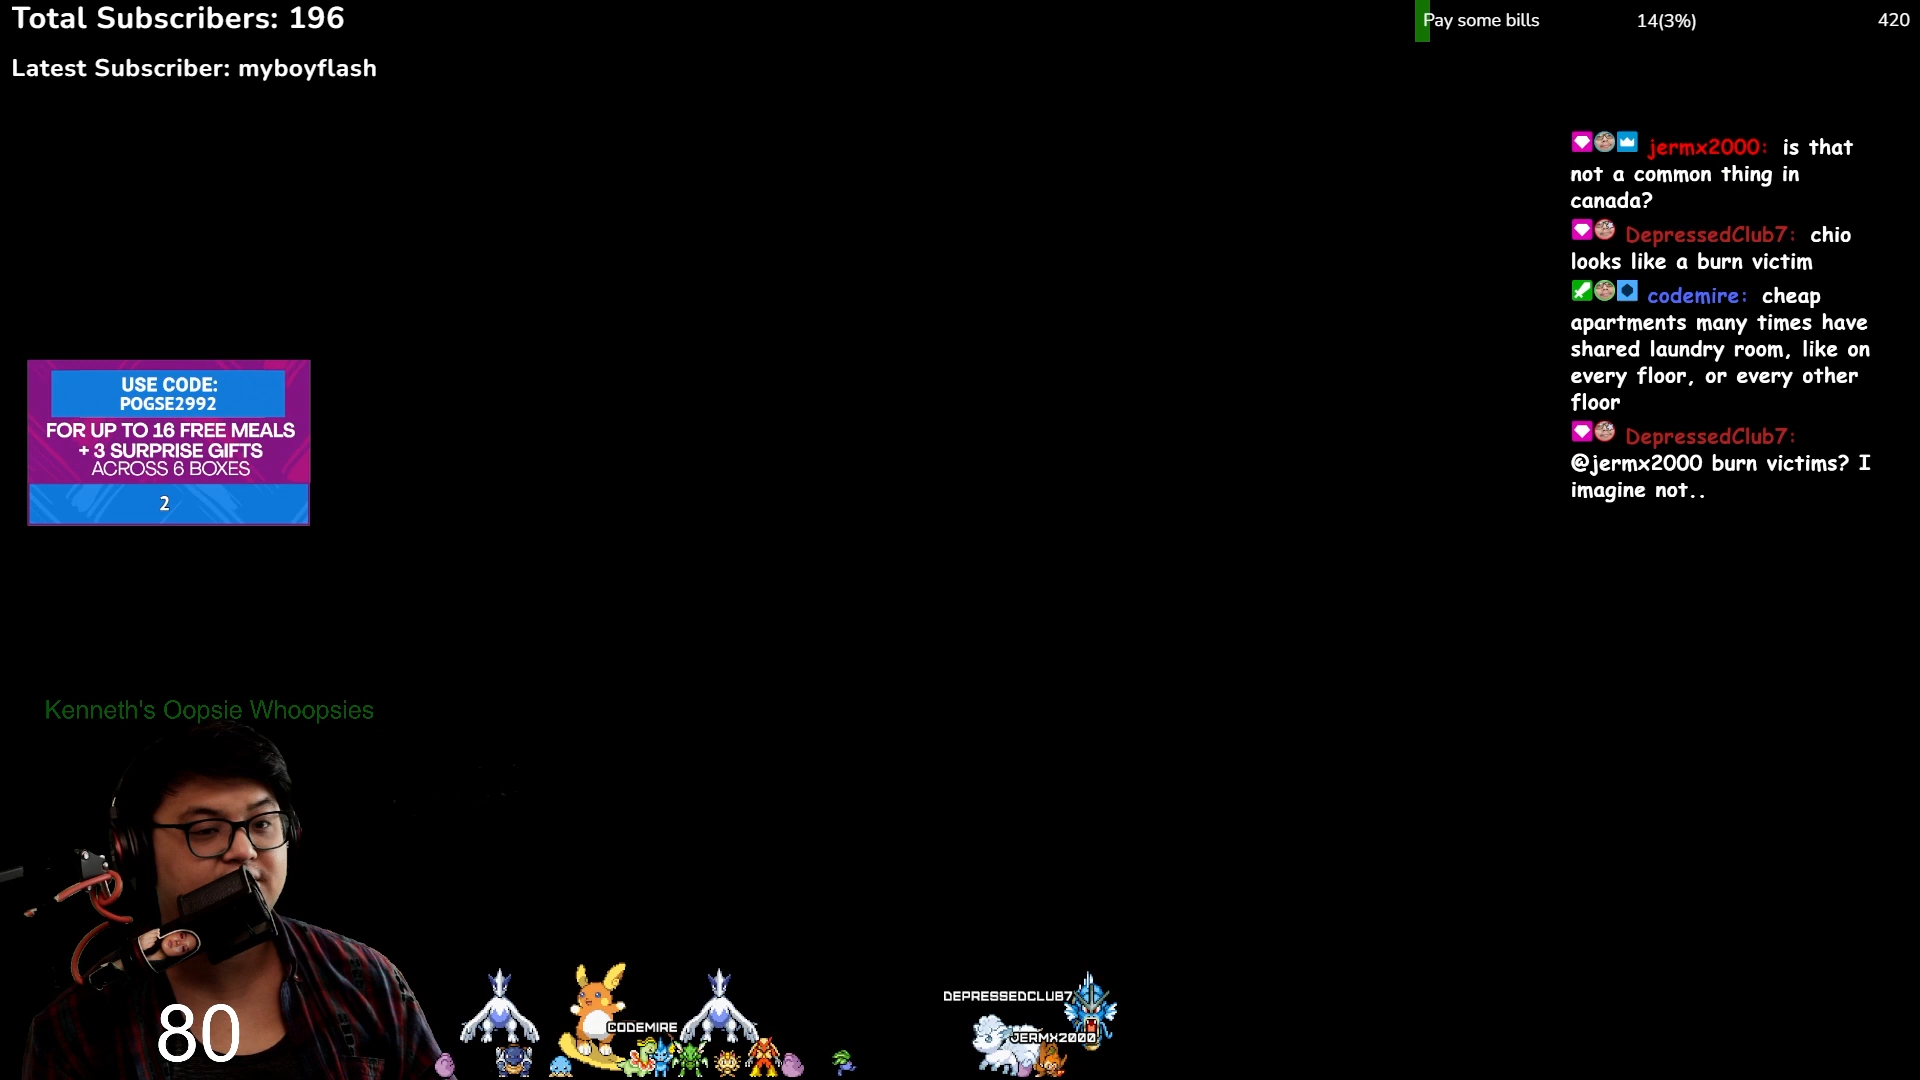 Total Subscribers: 196
Latest Subscriber: myboyflash
Pay some bills 14(3%) 420
jermx2000: is that
not a common thing in
canada?
DepressedClub7: chio
looks like a burn victim
codemire: cheap
apartments many times have
shared laundry room, like on
every floor, or every other
floor
DepressedClub7:
@jermx2000 burn victims? I
imagine not..
USE CODE:
POGSE2992
FOR UP TO 16 FREE MEALS
+ 3 SURPRISE GIFTS
ACROSS 6 BOXES
2
Kenneth's Oopsie Whoopsies
80
CODEMIRE
DEPRESSEDCLUB7
JERMX2000